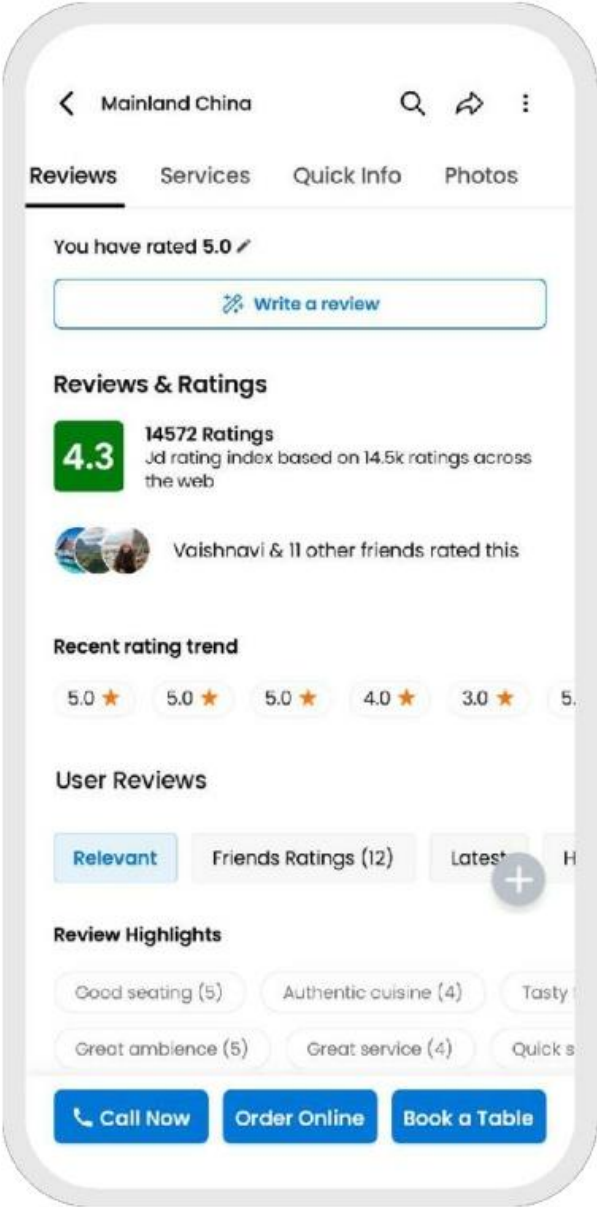 Mainland China
Reviews Services Quick Info Photos
You have rated 5.0
Write a review
Reviews & Ratings
4.3
14572 Ratings
Jd rating index based on 14.5k ratings across
the web
Vaishnavi & 11 other friends rated this
Recent rating trend
5.0 ★ 5.0 ★ 5.0 ★ 4.0 ★ 3.0 ★ 5.
User Reviews
Relevant Friends Ratings (12) Latest H
Review Highlights
Good seating (5) Authentic cuisine (4) Tasty
Great ambience (5) Great service (4) Quick s
Call Now Order Online Book a Table